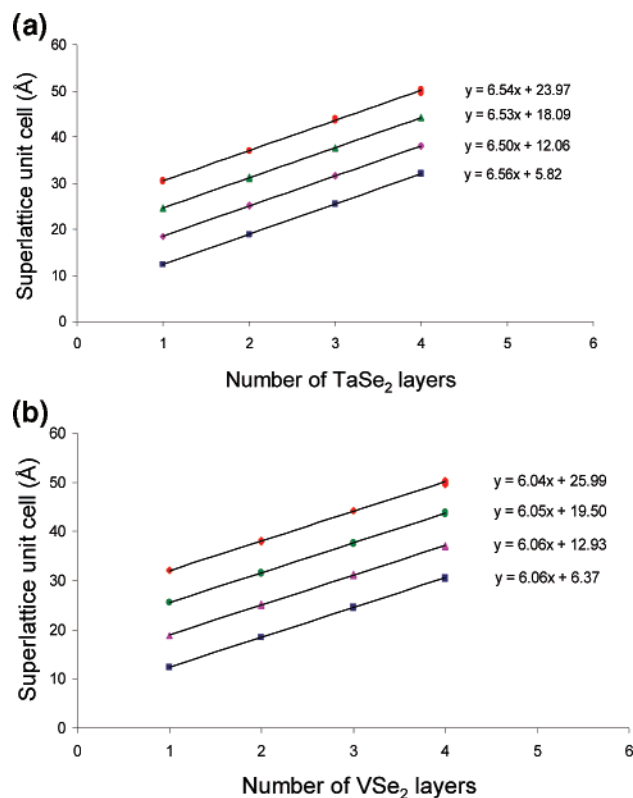 (a)
60
50
40
30
20
10
0
y = 6.54x + 23.97
y = 6.53x + 18.09
y = 6.50x + 12.06
y = 6.56x + 5.82
Superlattice unit cell (Å)
0 1 2 3 4 5 6
Number of TaSe₂ layers
(b)
60
50
40
30
20
10
0
y = 6.04x + 25.99
y = 6.05x + 19.50
y = 6.06x + 12.93
y = 6.06x + 6.37
Superlattice unit cell (Å)
0 1 2 3 4 5 6
Number of VSe₂ layers